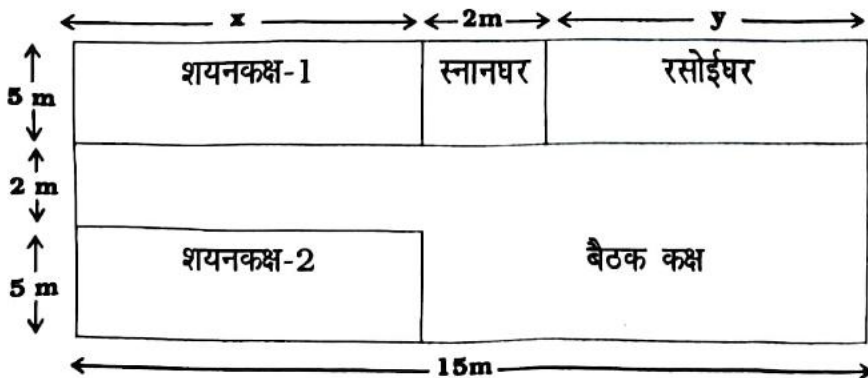 x 2m y
शयनकक्ष-1 स्नानघर रसोईघर
5 m
2 m
शयनकक्ष-2 बैठक कक्ष
5 m
15m